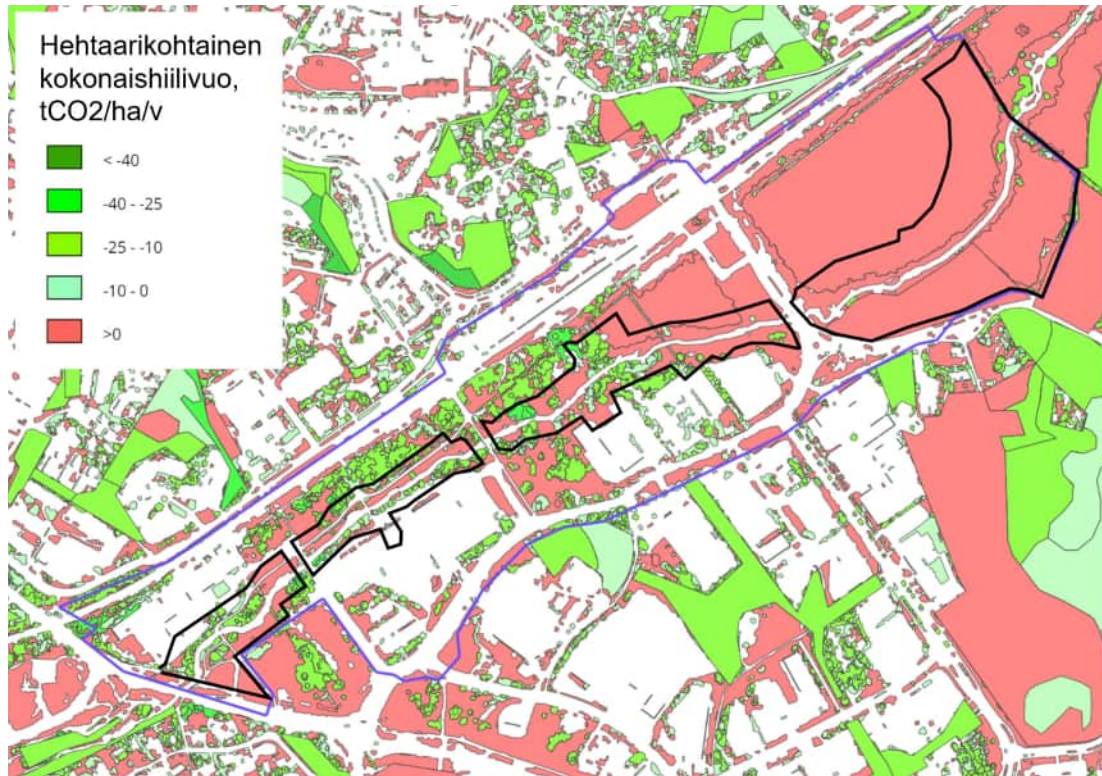 Hehtaarikohtainen
kokonaishiilivuo,
tCO2/ha/v
< -40
-40 - -25
-25 - -10
-10 - 0
>0